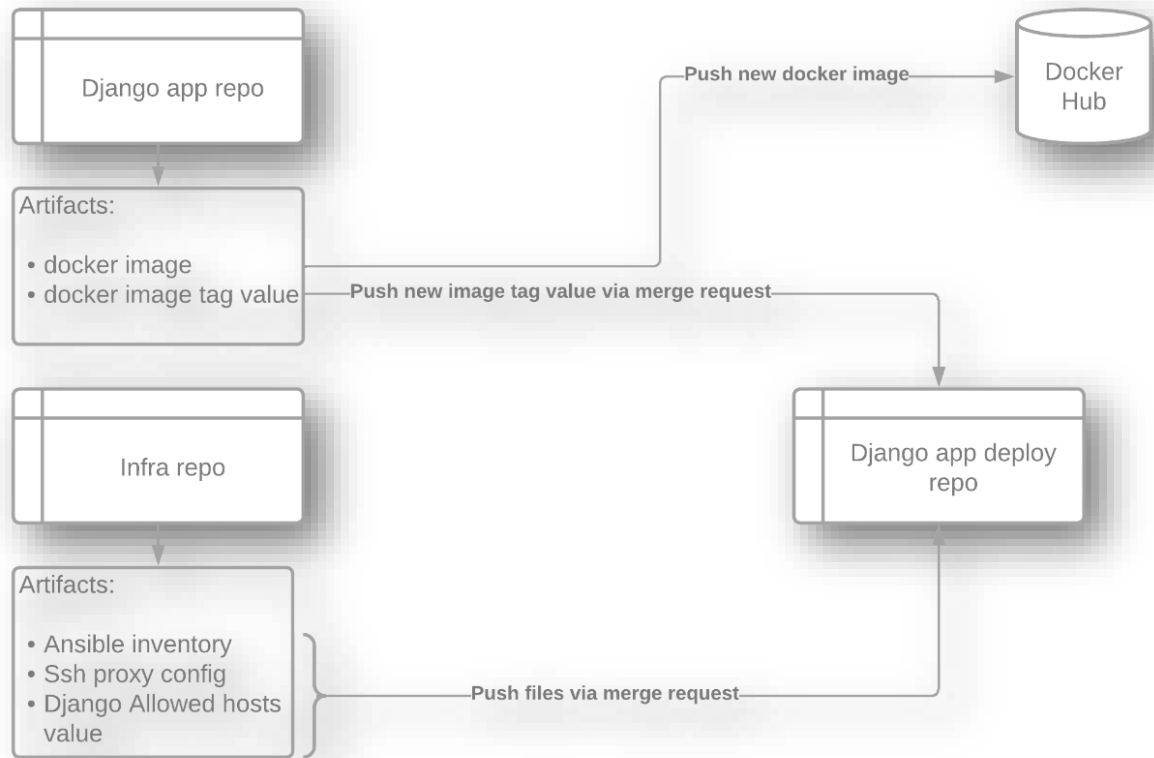 Django app repo
Push new docker image
Docker
Hub
Artifacts:
• docker image
• docker image tag value
Push new image tag value via merge request
Infra repo
Django app deploy
repo
Artifacts:
• Ansible inventory
• Ssh proxy config
• Django Allowed hosts
value
Push files via merge request